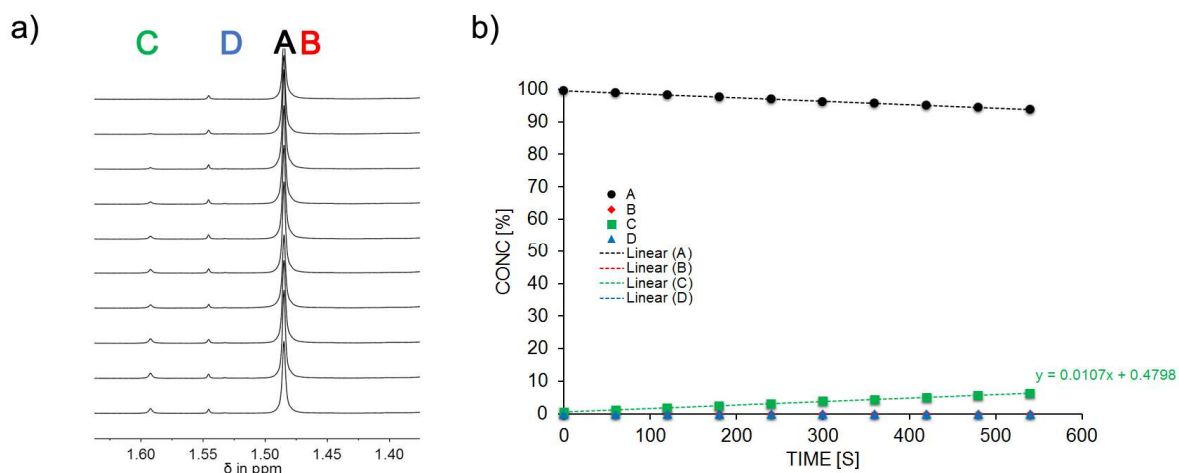 a)
C D A B
1.60 1.55 1.50 1.45 1.40
δ in ppm
b)
CONC [%]
100
90
80
70
60
50
40
30
20
10
0
A
B
C
D
Linear (A)
Linear (B)
Linear (C)
Linear (D)
y = 0.0107x + 0.4798
0 100 200 300 400 500 600
TIME [S]